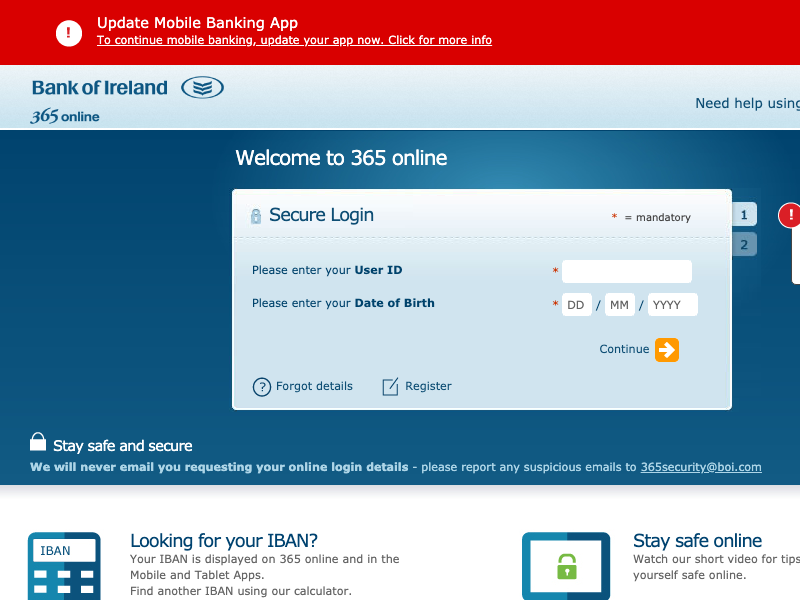 !
Update Mobile Banking App
To continue mobile banking, update your app now. Click for more info
Bank of Ireland
365 online
Need help using
Welcome to 365 online
Secure Login
* = mandatory
1
!
2
Please enter your User ID *
Please enter your Date of Birth * DD / MM / YYYY
Continue
? Forgot details
Register
Stay safe and secure
We will never email you requesting your online login details - please report any suspicious emails to 365security@boi.com
IBAN
Looking for your IBAN?
Your IBAN is displayed on 365 online and in the
Mobile and Tablet Apps.
Find another IBAN using our calculator.
Stay safe online
Watch our short video for tips
yourself safe online.